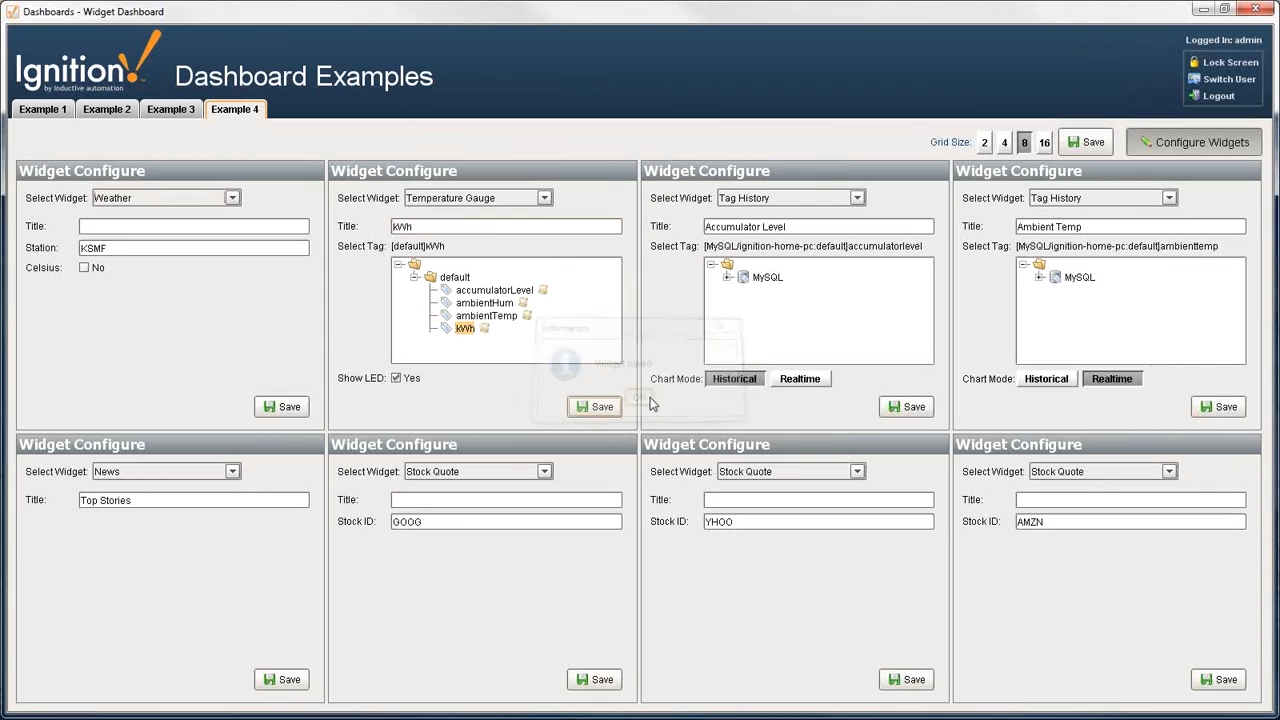 Dashboards - Widget Dashboard
Logged In: admin
Ignition!
by inductive automation
Dashboard Examples
Lock Screen
Switch User
Logout
Example 1
Example 2
Example 3
Example 4
Grid Size: 2 4 8 16 Save Configure Widgets
Widget Configure
Select Widget: Weather
Title:
Station: KSMF
Celsius: No
Save
Widget Configure
Select Widget: Temperature Gauge
Title: kWh
Select Tag: [default]kWh
default
accumulatorLevel
ambientHum
ambientTemp
kWh
Show LED: Yes
Save
Information
Widget saved
OK
Widget Configure
Select Widget: Tag History
Title: Accumulator Level
Select Tag: [MySQL/ignition-home-pc:default]accumulatorlevel
MySQL
Chart Mode: Historical Realtime
Save
Widget Configure
Select Widget: Tag History
Title: Ambient Temp
Select Tag: [MySQL/ignition-home-pc:default]ambienttemp
MySQL
Chart Mode: Historical Realtime
Save
Widget Configure
Select Widget: News
Title: Top Stories
Save
Widget Configure
Select Widget: Stock Quote
Title:
Stock ID: GOOG
Save
Widget Configure
Select Widget: Stock Quote
Title:
Stock ID: YHOO
Save
Widget Configure
Select Widget: Stock Quote
Title:
Stock ID: AMZN
Save